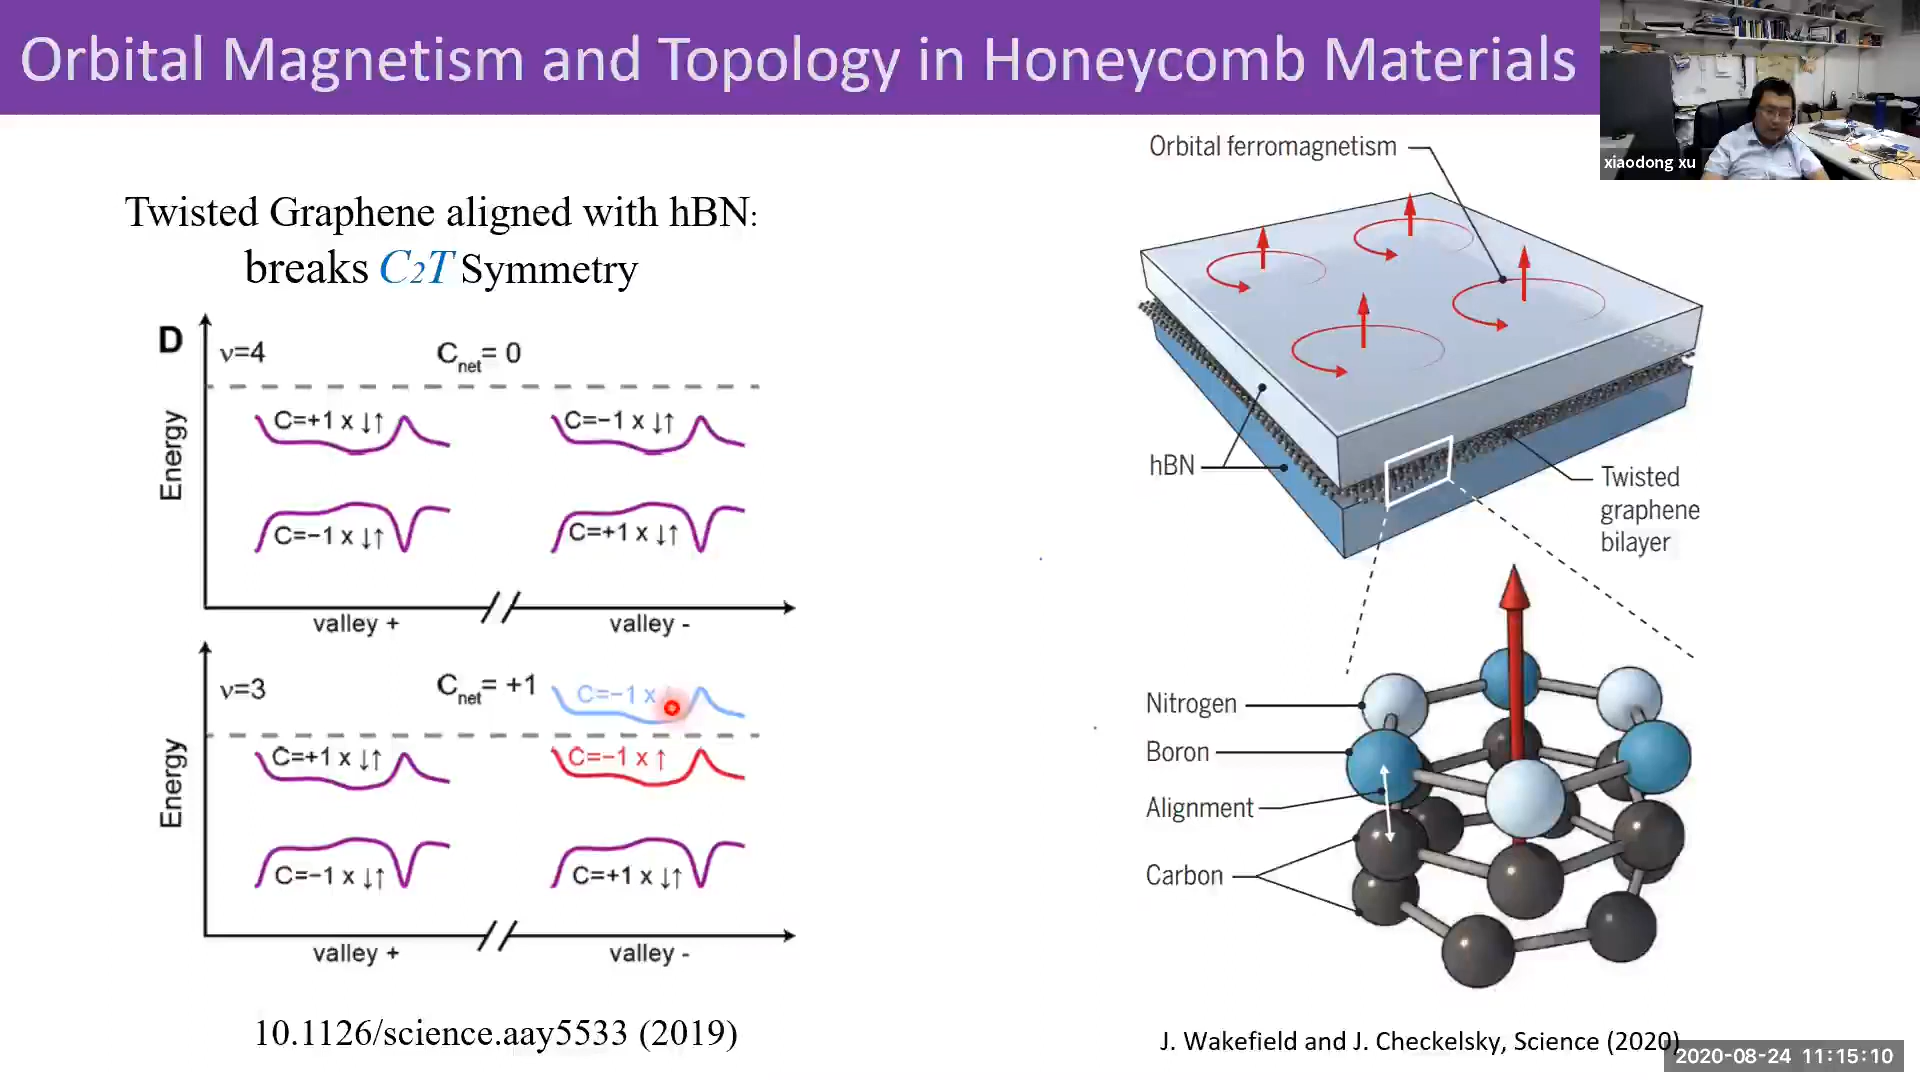 Orbital Magnetism and Topology in Honeycomb Materials
xiaodong xu
Twisted Graphene aligned with hBN:
breaks C₂T Symmetry
D
ν=4
C_net= 0
C=+1 x ↓↑
C=−1 x ↓↑
C=−1 x ↓↑
C=+1 x ↓↑
Energy
valley +
valley -
ν=3
C_net= +1
C=−1 x
C=+1 x ↓↑
C=−1 x ↑
C=−1 x ↓↑
C=+1 x ↓↑
Energy
valley +
valley -
10.1126/science.aay5533 (2019)
Orbital ferromagnetism
hBN
Twisted
graphene
bilayer
Nitrogen
Boron
Alignment
Carbon
J. Wakefield and J. Checkelsky, Science (2020)
2020-08-24 11:15:10